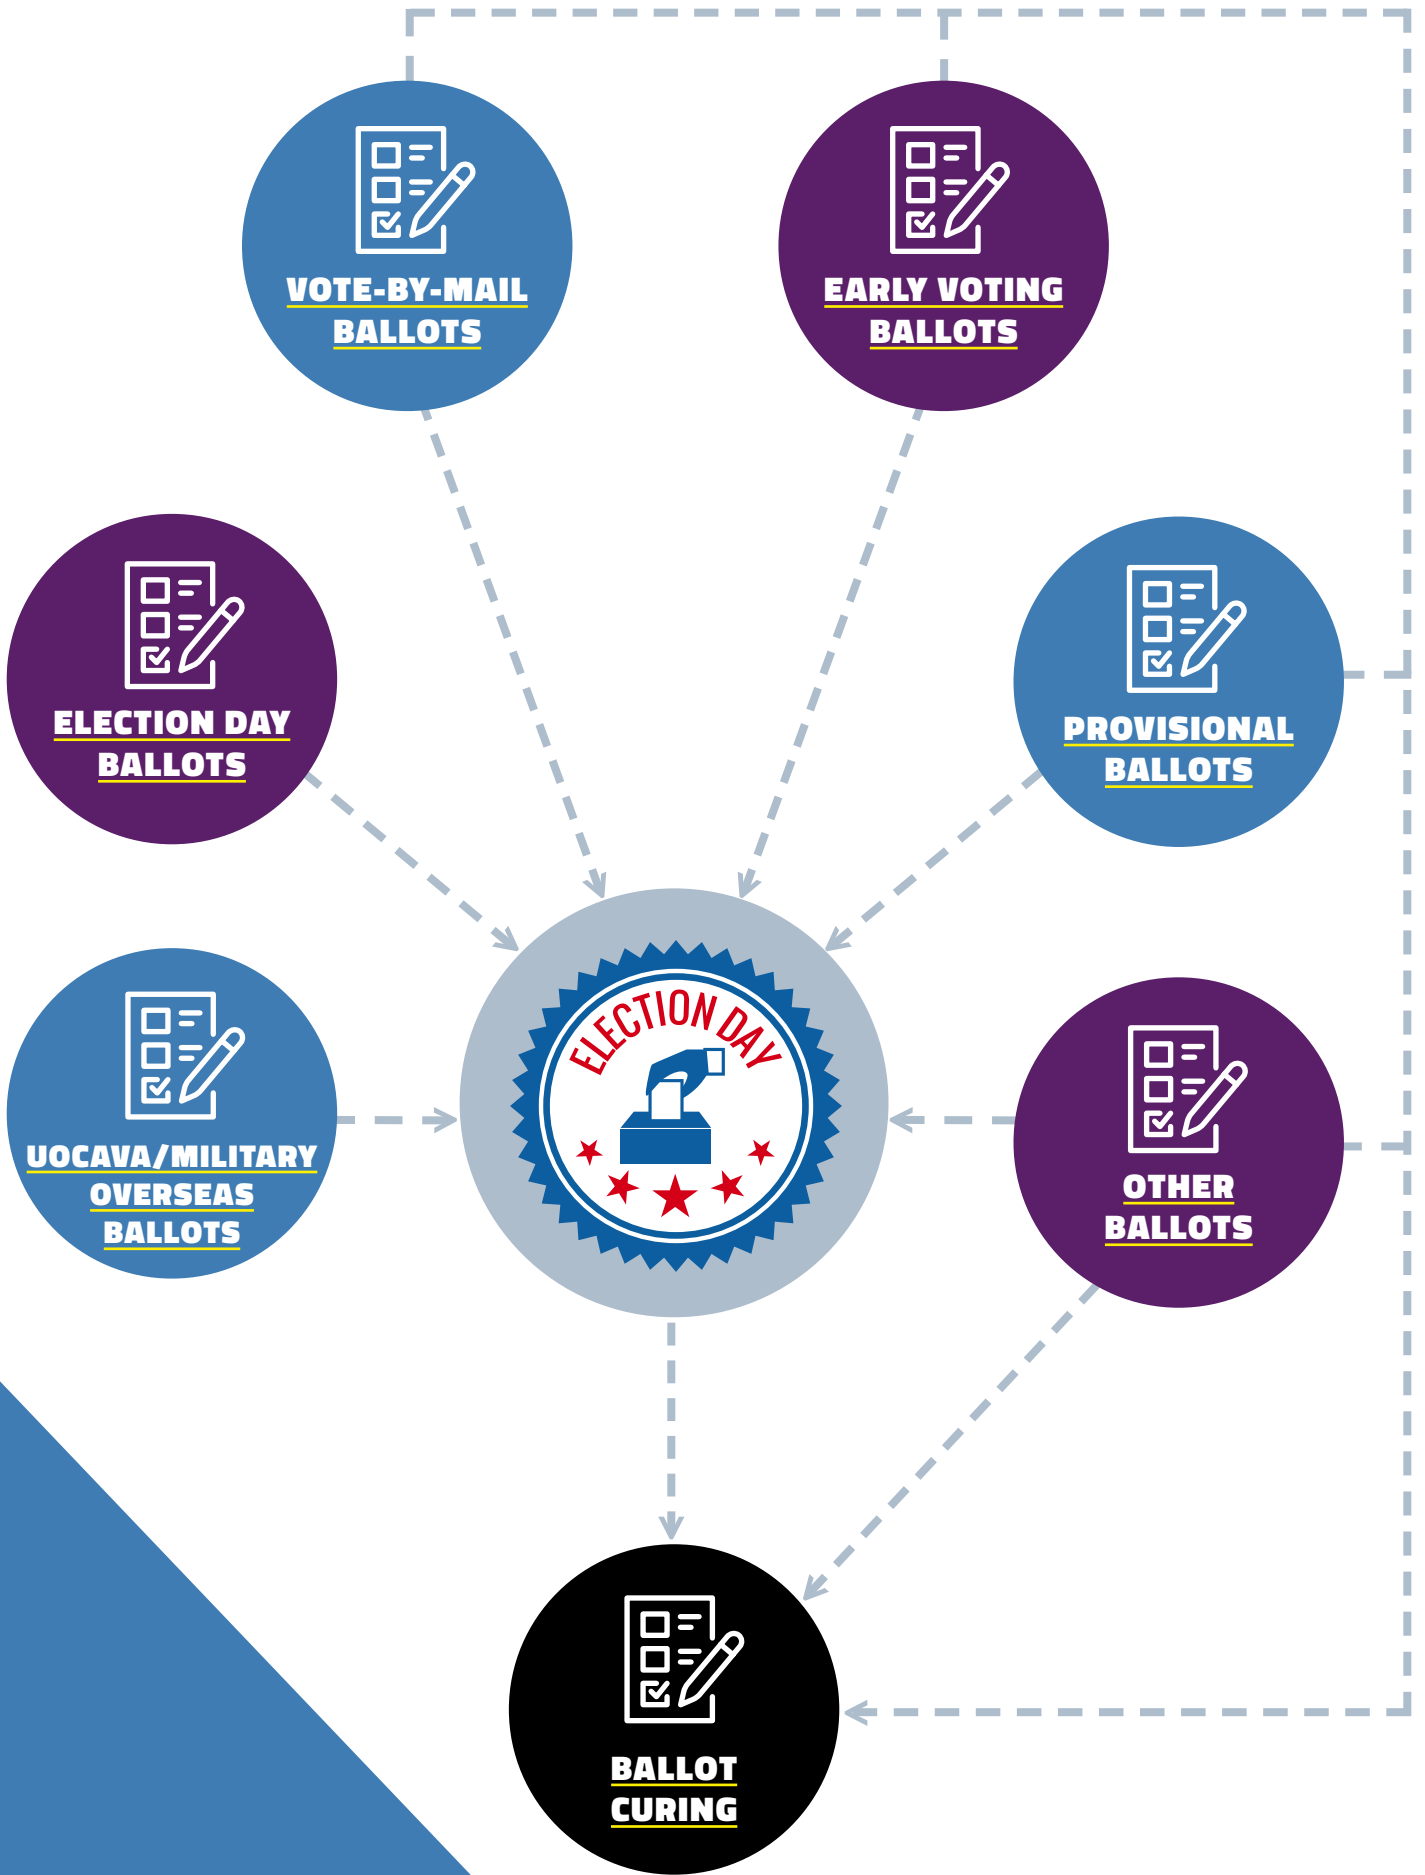 VOTE-BY-MAIL
BALLOTS
EARLY VOTING
BALLOTS
ELECTION DAY
BALLOTS
PROVISIONAL
BALLOTS
UOCAVA/MILITARY
OVERSEAS
BALLOTS
ELECTION DAY
OTHER
BALLOTS
BALLOT
CURING